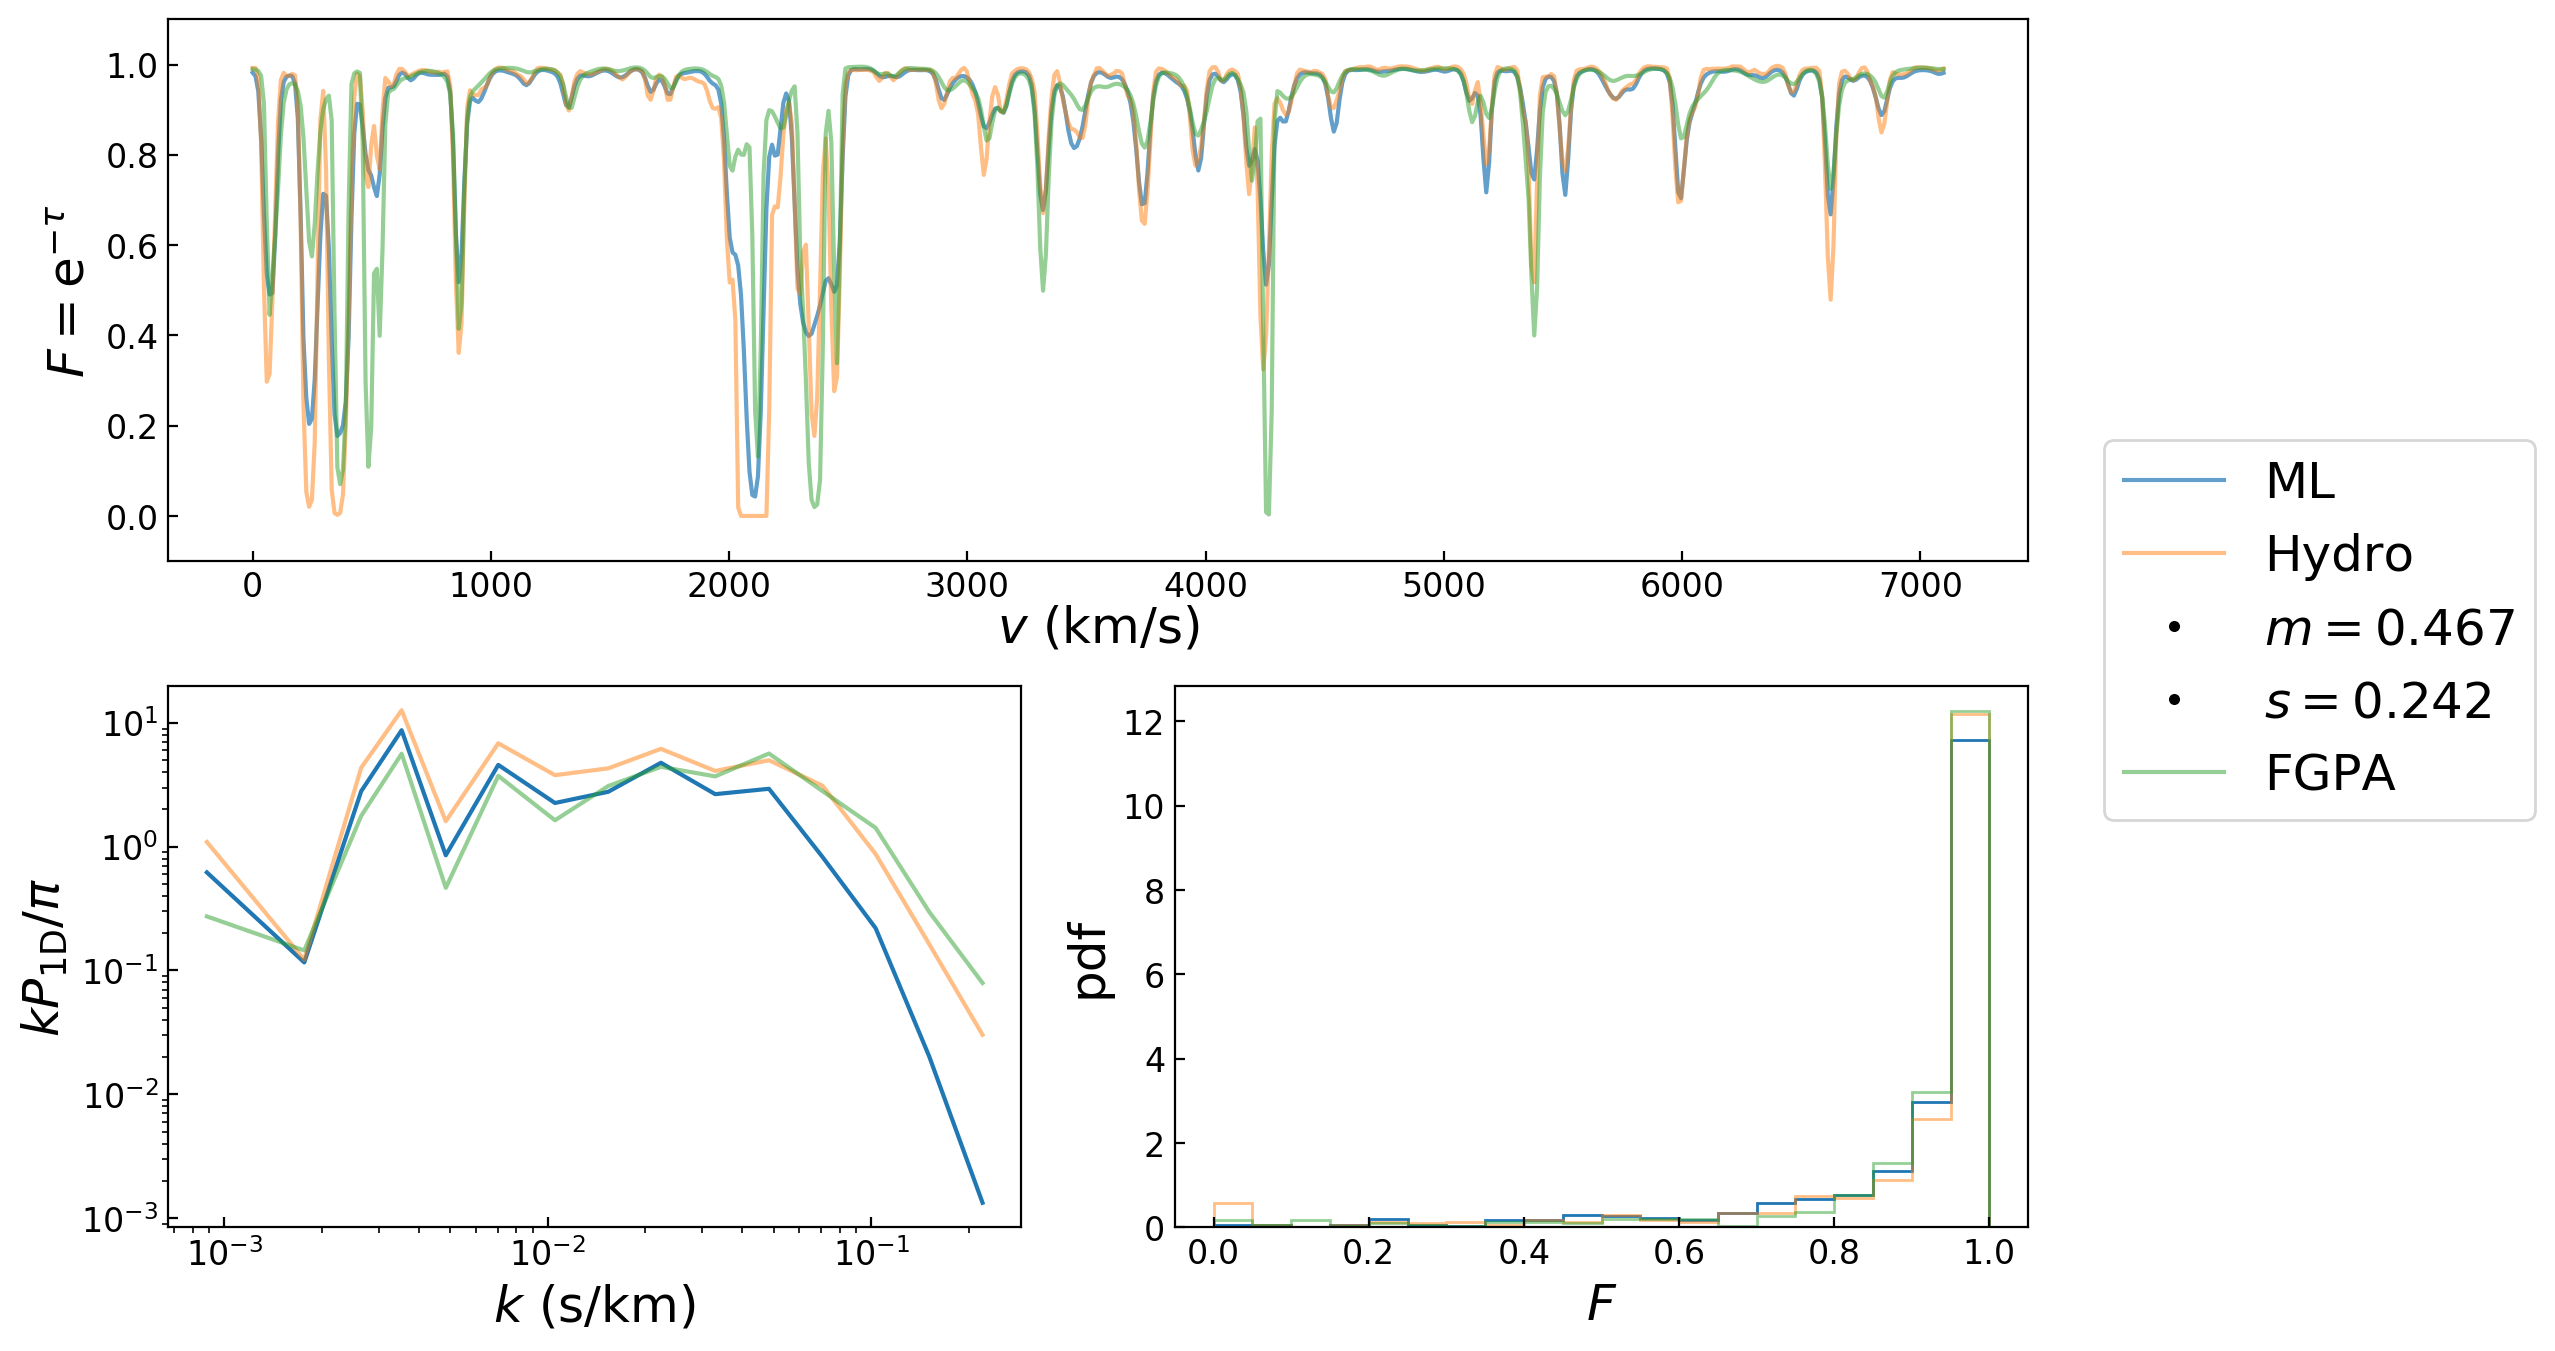 1.0
0.8
0.6
0.4
0.2
0.0
F = e^{−τ}
0 1000 2000 3000 4000 5000 6000 7000
v (km/s)
ML
Hydro
m = 0.467
s = 0.242
FGPA
10^1
10^0
10^{−1}
10^{−2}
10^{−3}
kP_{1D}/π
10^{−3} 10^{−2} 10^{−1}
k (s/km)
12
10
8
6
4
2
0
pdf
0.0 0.2 0.4 0.6 0.8 1.0
F